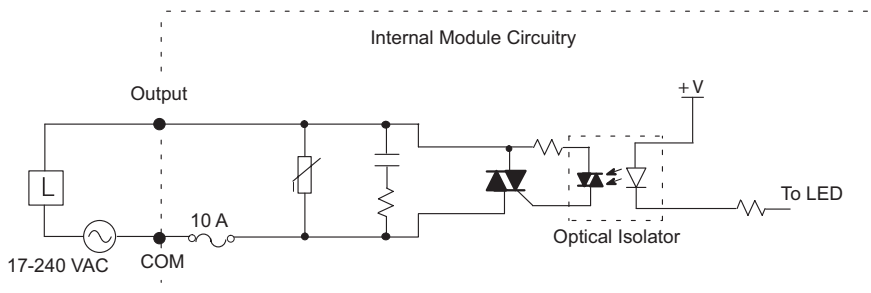 Internal Module Circuitry
Output
+V
L
10 A
To LED
Optical Isolator
COM
17-240 VAC